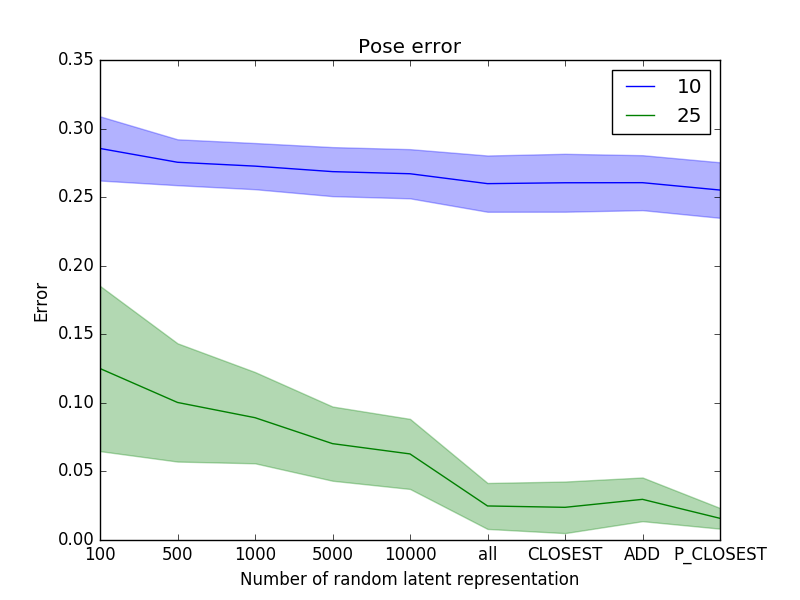 Pose error
0.35
0.30
0.25
0.20
0.15
0.10
0.05
0.00
Error
10
25
100 500 1000 5000 10000 all CLOSEST ADD P_CLOSEST
Number of random latent representation